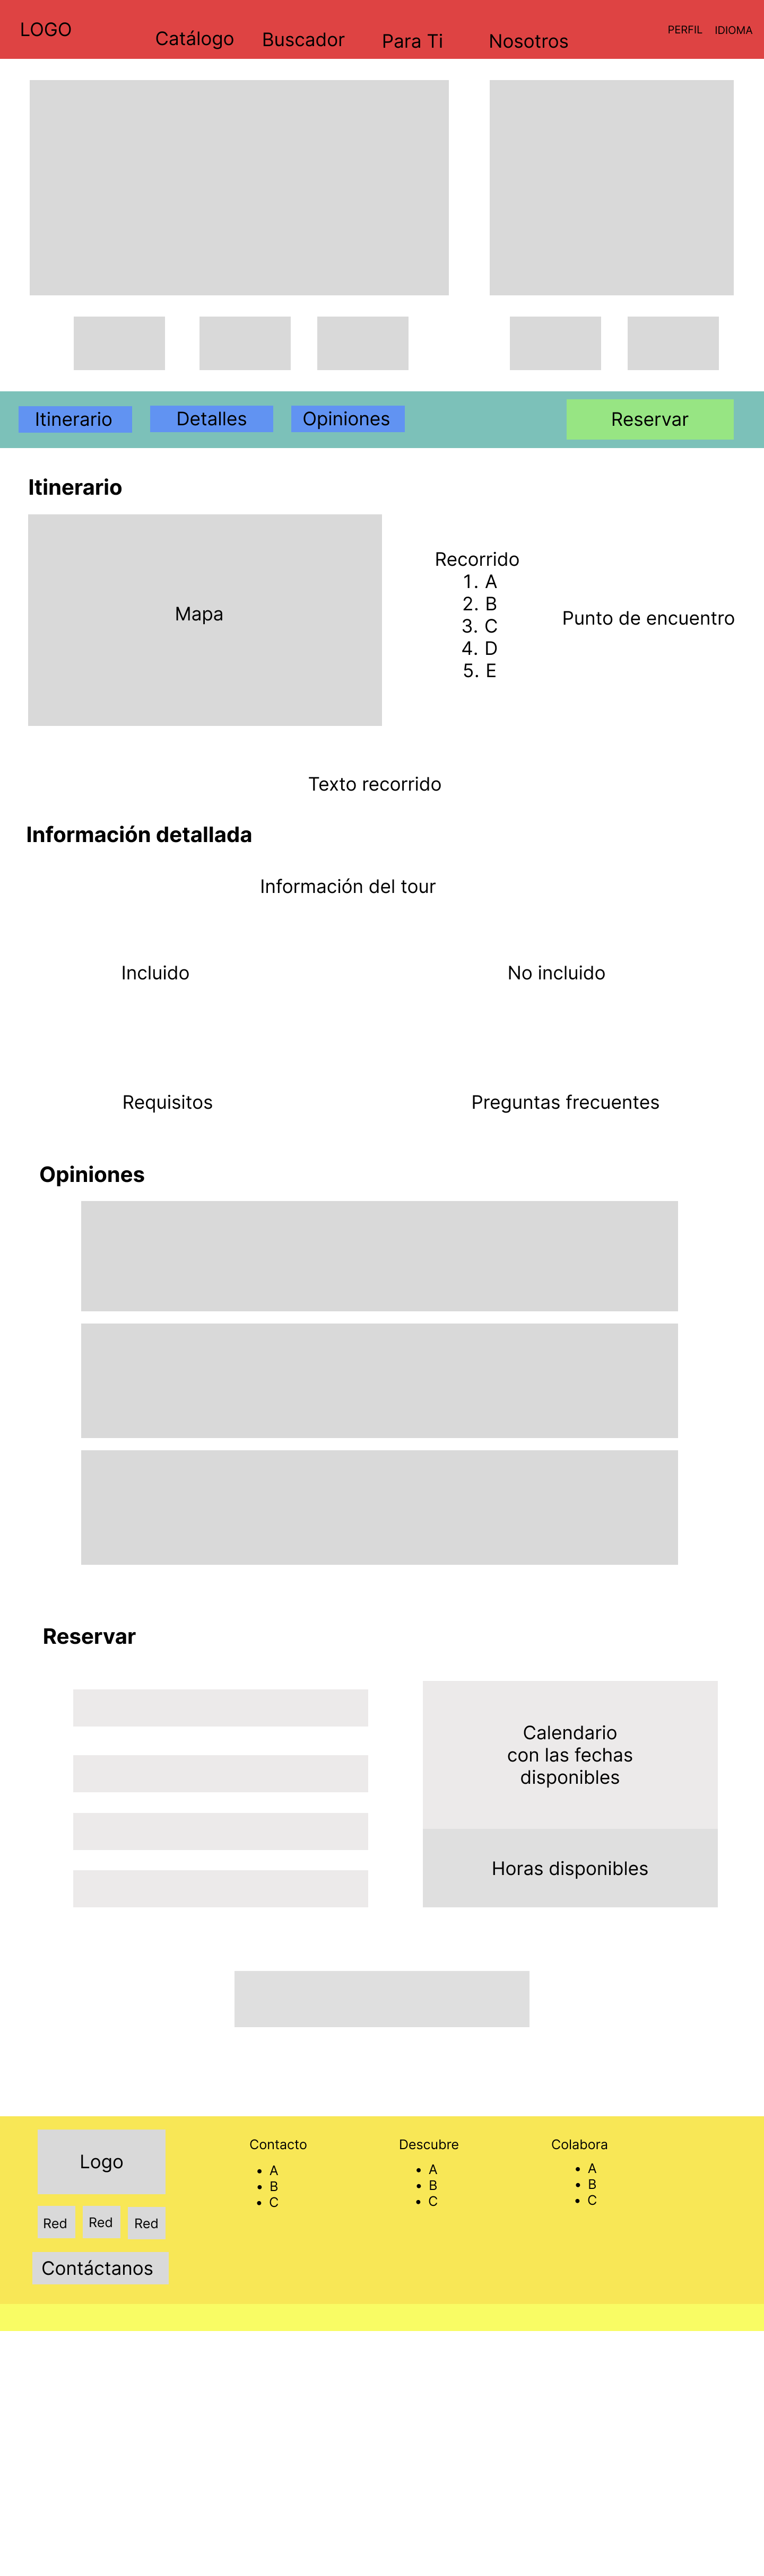 LOGO
Catálogo
Buscador
Para Ti
Nosotros
PERFIL
IDIOMA
Itinerario
Detalles
Opiniones
Reservar
Itinerario
Mapa
Recorrido
1. A
2. B
3. C
4. D
5. E
Punto de encuentro
Texto recorrido
Información detallada
Información del tour
Incluido
No incluido
Requisitos
Preguntas frecuentes
Opiniones
Reservar
Calendario
con las fechas
disponibles
Horas disponibles
Logo
Red
Red
Red
Contáctanos
Contacto
• A
• B
• C
Descubre
• A
• B
• C
Colabora
• A
• B
• C